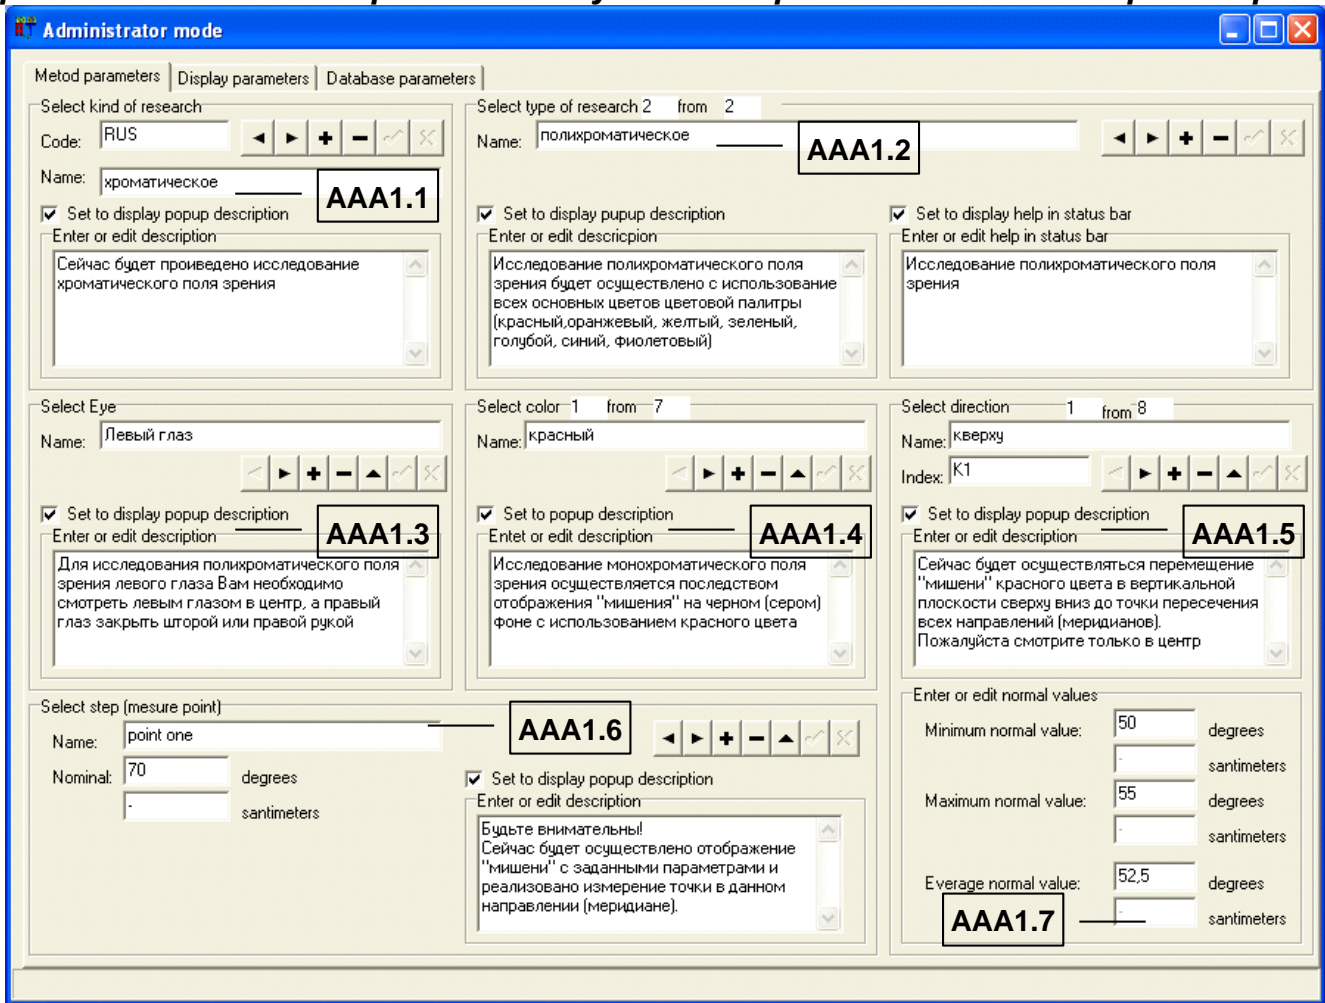 Administrator mode
Metod parameters
Display parameters
Database parameters
Select kind of research
Code: RUS
Name: хроматическое
AAA1.1
Set to display popup description
Enter or edit description
Сейчас будет проиведено исследование
хроматического поля зрения
Select type of research 2 from 2
Name: полихроматическое
AAA1.2
Set to display pupup description
Enter or edit descricpion
Исследование полихроматического поля
зрения будет осуществлено с использование
всех основных цветов цветовой палитры
(красный,оранжевый, желтый, зеленый,
голубой, синий, фиолетовый)
Set to display help in status bar
Enter or edit help in status bar
Исследование полихроматического поля
зрения
Select Eye
Name: Левый глаз
Set to display popup description
AAA1.3
Enter or edit description
Для исследования полихроматического поля
зрения левого глаза Вам необходимо
смотреть левым глазом в центр, а правый
глаз закрыть шторой или правой рукой
Select color 1 from 7
Name: красный
Set to popup description
AAA1.4
Entet or edit description
Исследование монохроматического поля
зрения осуществляется последством
отображения "мишения" на черном (сером)
фоне с использованием красного цвета
Select direction 1 from 8
Name: кверху
Index: K1
Set to display popup description
AAA1.5
Enter or edit description
Сейчас будет осуществляться перемещение
"мишени" красного цвета в вертикальной
плоскости сверху вниз до точки пересечения
всех направлений (меридианов).
Пожалуйста смотрите только в центр
Select step (mesure point)
Name: point one
AAA1.6
Nominal: 70 degrees
- santimeters
Set to display popup description
Enter or edit description
Будьте внимательны!
Сейчас будет осуществлено отображение
"мишени" с заданными параметрами и
реализовано измерение точки в данном
направлении (меридиане).
Enter or edit normal values
Minimum normal value: 50 degrees
- santimeters
Maximum normal value: 55 degrees
- santimeters
Everage normal value: 52,5 degrees
AAA1.7
- santimeters